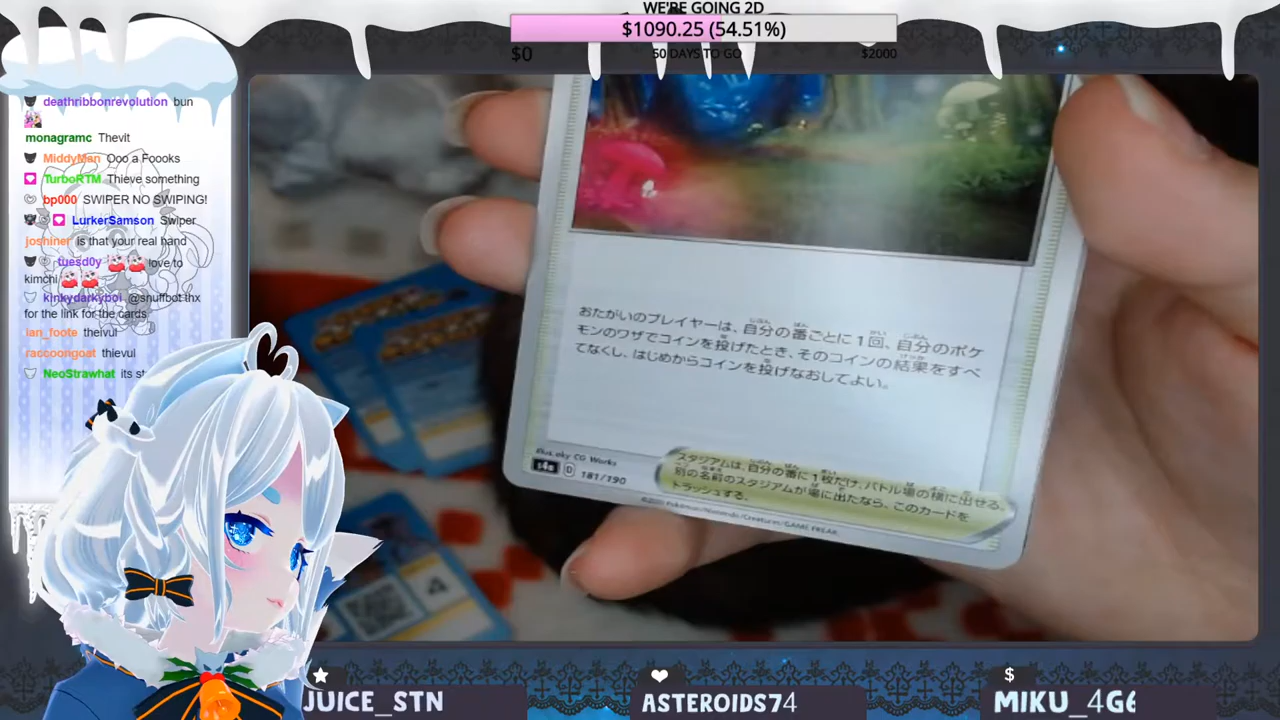 WE'RE GOING 2D
$1090.25 (54.51%)
$0
50 DAYS TO GO
$2000
deathribbonrevolution bun
monagramc Thevit
MiddyMan Ooo a Foooks
TurboRTM Thieve something
bp000 SWIPER NO SWIPING!
LurkerSamson Swiper
joshiner is that your real hand
tuesd0y love to
kimchi
kinkydarkyboi @snuffbot thx
for the link for the cards
ian_foote theivul
raccoongoat thievul
NeoStrawhat its st
おたがいのプレイヤーは、自分の番ごとに1回、自分のポケ
モンのワザでコインを投げたとき、そのコインの結果をすべ
てなくし、はじめからコインを投げなおしてよい。
Illus. aky CG Works
s4a D 181/190
スタジアムは、自分の番に1枚だけ、バトル場の横に出せる。
別の名前のスタジアムが場に出たなら、このカードを
トラッシュする。
©2020 Pokémon/Nintendo/Creatures/GAME FREAK
4
JUICE_STN
ASTEROIDS74
MIKU_4G6